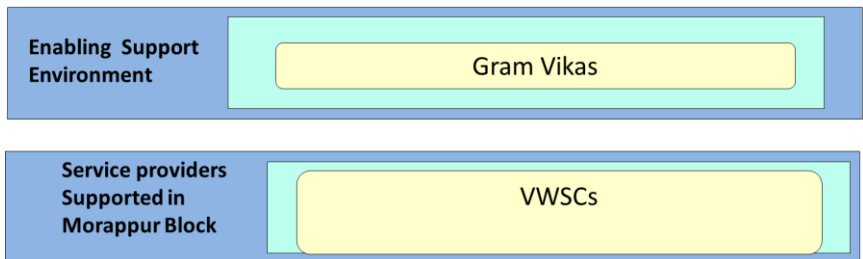 Enabling Support
Environment
Gram Vikas
Service providers
Supported in
Morappur Block
VWSCs